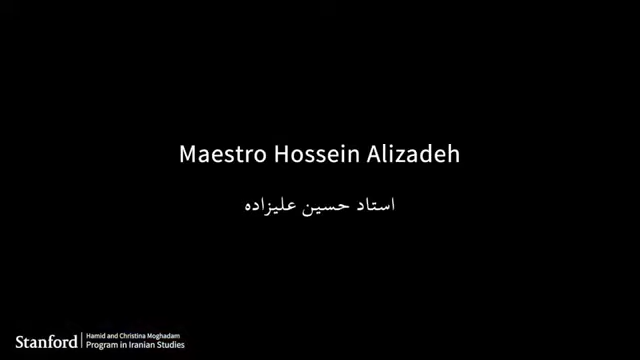 Maestro Hossein Alizadeh
استاد حسین علیزاده
Stanford
Hamid and Christina Moghadam
Program in Iranian Studies